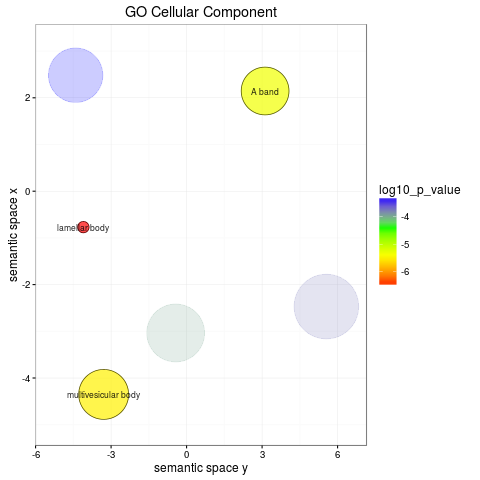 GO Cellular Component
semantic space x
2
0
-2
-4
A band
lamellar body
multivesicular body
-6
-3
0
3
6
semantic space y
log10_p_value
-4
-5
-6